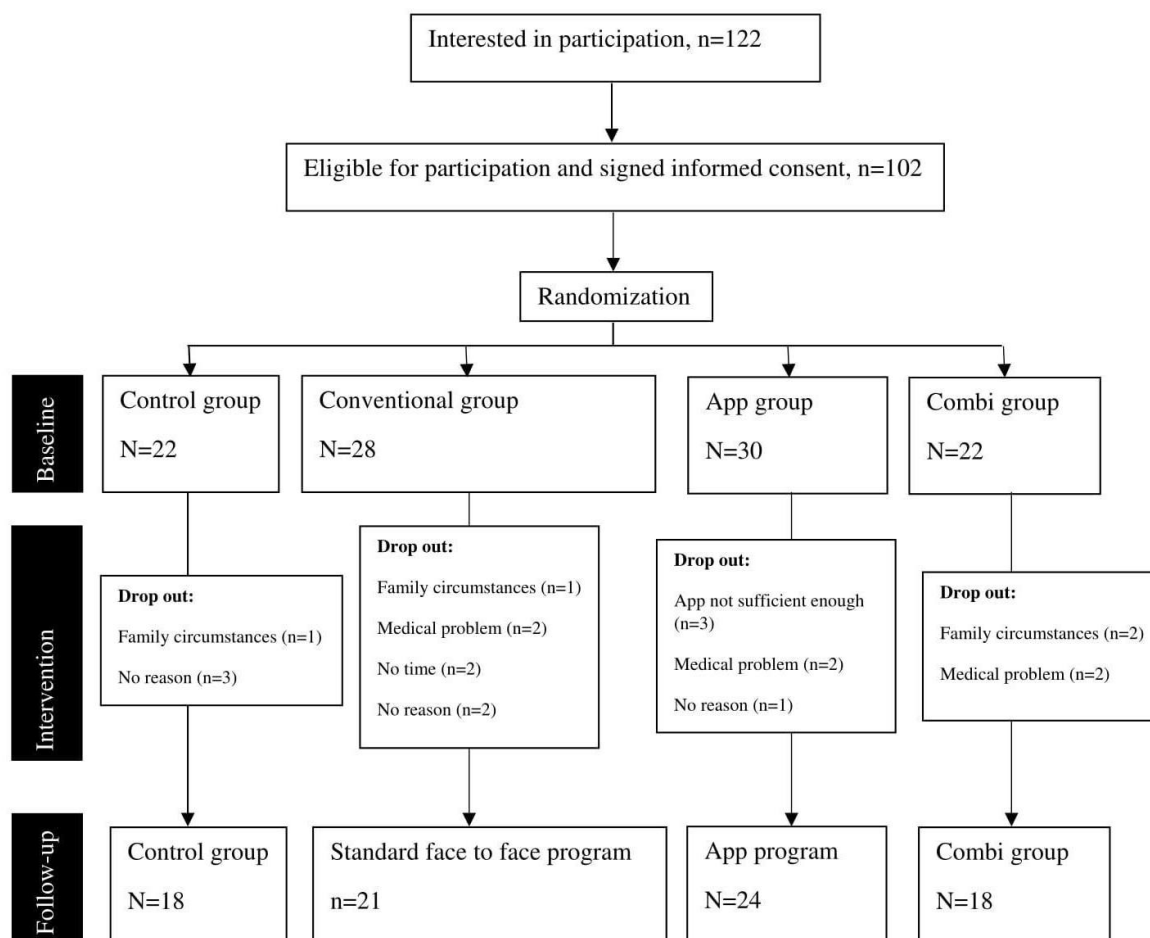 Interested in participation, n=122
Eligible for participation and signed informed consent, n=102
Randomization
Baseline
Control group
N=22
Conventional group
N=28
App group
N=30
Combi group
N=22
Intervention
Drop out:
Family circumstances (n=1)
No reason (n=3)
Drop out:
Family circumstances (n=1)
Medical problem (n=2)
No time (n=2)
No reason (n=2)
Drop out:
App not sufficient enough
(n=3)
Medical problem (n=2)
No reason (n=1)
Drop out:
Family circumstances (n=2)
Medical problem (n=2)
Follow-up
Control group
N=18
Standard face to face program
n=21
App program
N=24
Combi group
N=18